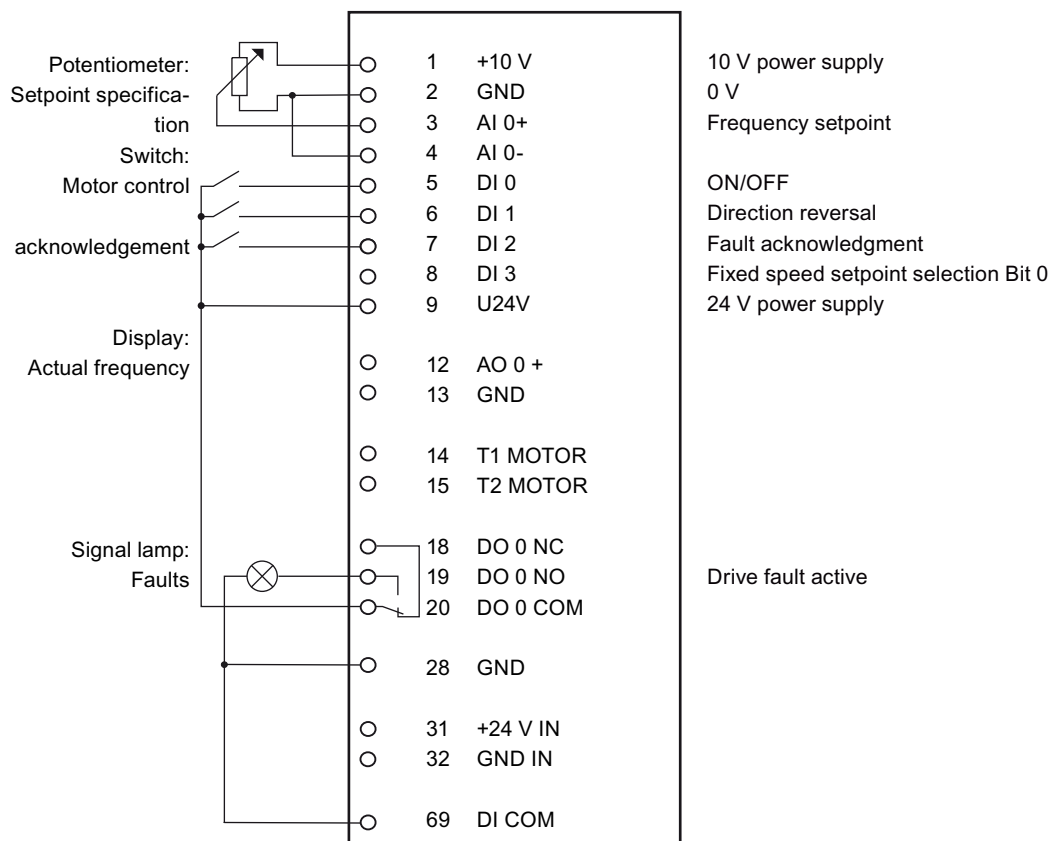 Potentiometer: 1 +10 V 10 V power supply
Setpoint specifica- 2 GND 0 V
tion 3 AI 0+ Frequency setpoint
Switch: 4 AI 0-
Motor control 5 DI 0 ON/OFF
6 DI 1 Direction reversal
acknowledgement 7 DI 2 Fault acknowledgment
8 DI 3 Fixed speed setpoint selection Bit 0
9 U24V 24 V power supply
Display:
Actual frequency 12 AO 0 +
13 GND
14 T1 MOTOR
15 T2 MOTOR
Signal lamp: 18 DO 0 NC
Faults 19 DO 0 NO Drive fault active
20 DO 0 COM
28 GND
31 +24 V IN
32 GND IN
69 DI COM